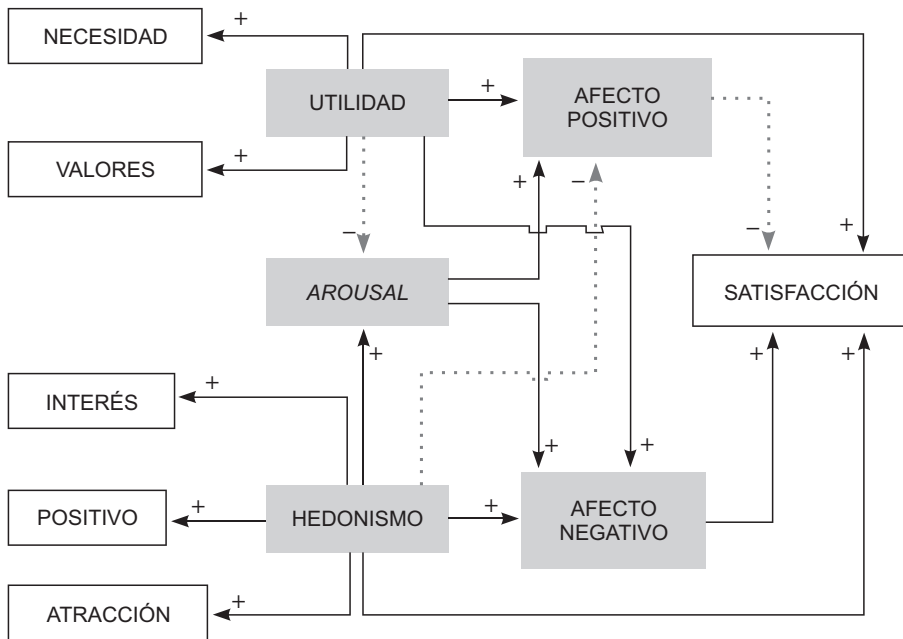 NECESIDAD
+
UTILIDAD
+
AFECTO
POSITIVO
VALORES
+
+
–
–
–
+
AROUSAL
SATISFACCIÓN
+
+
+
INTERÉS
+
+
+
POSITIVO
+
HEDONISMO
+
AFECTO
NEGATIVO
ATRACCIÓN
+